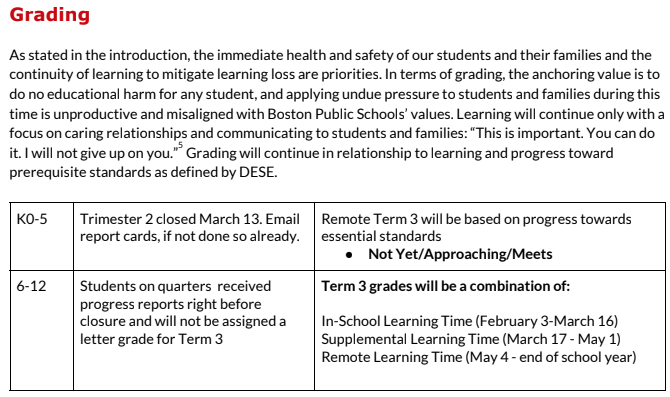 Grading
As stated in the introduction, the immediate health and safety of our students and their families and the
continuity of learning to mitigate learning loss are priorities. In terms of grading, the anchoring value is to
do no educational harm for any student, and applying undue pressure to students and families during this
time is unproductive and misaligned with Boston Public Schools’ values. Learning will continue only with a
focus on caring relationships and communicating to students and families: “This is important. You can do
it. I will not give up on you.”5 Grading will continue in relationship to learning and progress toward
prerequisite standards as defined by DESE.
K0-5
Trimester 2 closed March 13. Email
report cards, if not done so already.
Remote Term 3 will be based on progress towards
essential standards
● Not Yet/Approaching/Meets
6-12
Students on quarters received
progress reports right before
closure and will not be assigned a
letter grade for Term 3
Term 3 grades will be a combination of:
In-School Learning Time (February 3-March 16)
Supplemental Learning Time (March 17 - May 1)
Remote Learning Time (May 4 - end of school year)